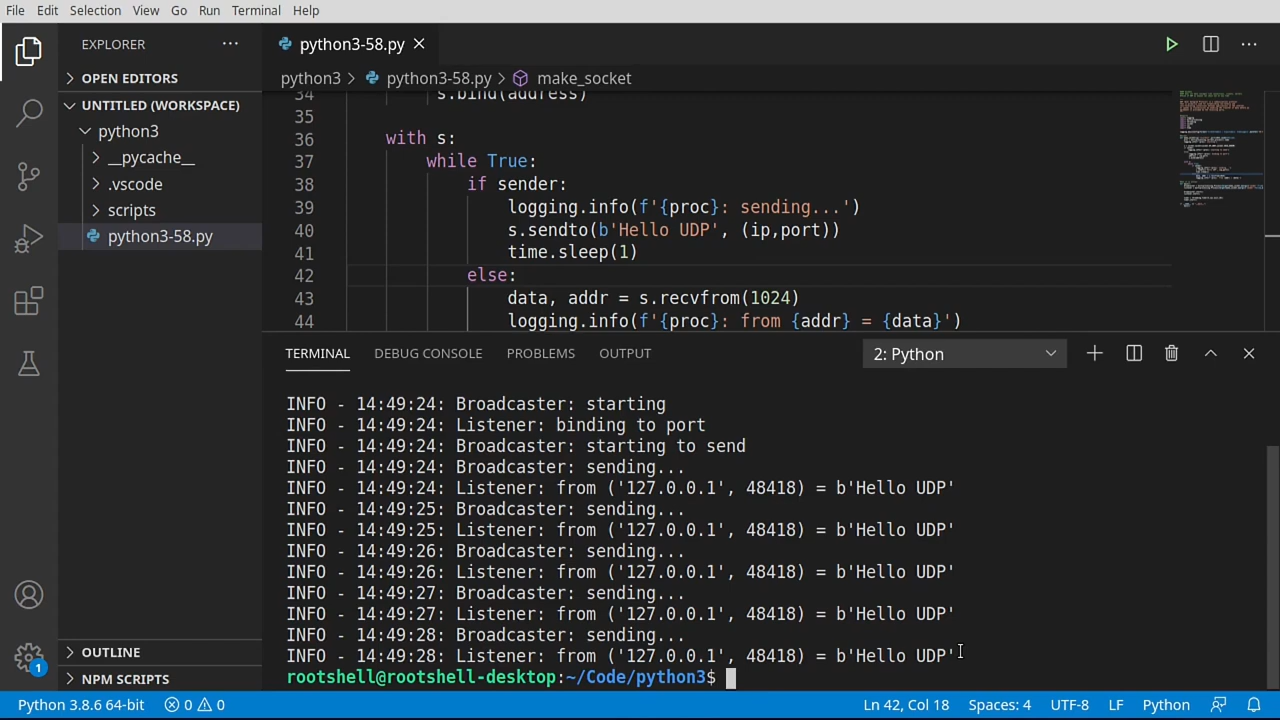 File Edit Selection View Go Run Terminal Help
EXPLORER ···
OPEN EDITORS
UNTITLED (WORKSPACE)
python3
__pycache__
.vscode
scripts
python3-58.py
OUTLINE
NPM SCRIPTS
python3-58.py
python3 > python3-58.py > make_socket
34 s.bind(address)
35
36 with s:
37 while True:
38 if sender:
39 logging.info(f'{proc}: sending...')
40 s.sendto(b'Hello UDP', (ip,port))
41 time.sleep(1)
42 else:
43 data, addr = s.recvfrom(1024)
44 logging.info(f'{proc}: from {addr} = {data}')
TERMINAL DEBUG CONSOLE PROBLEMS OUTPUT 2: Python
INFO - 14:49:24: Broadcaster: starting
INFO - 14:49:24: Listener: binding to port
INFO - 14:49:24: Broadcaster: starting to send
INFO - 14:49:24: Broadcaster: sending...
INFO - 14:49:24: Listener: from ('127.0.0.1', 48418) = b'Hello UDP'
INFO - 14:49:25: Broadcaster: sending...
INFO - 14:49:25: Listener: from ('127.0.0.1', 48418) = b'Hello UDP'
INFO - 14:49:26: Broadcaster: sending...
INFO - 14:49:26: Listener: from ('127.0.0.1', 48418) = b'Hello UDP'
INFO - 14:49:27: Broadcaster: sending...
INFO - 14:49:27: Listener: from ('127.0.0.1', 48418) = b'Hello UDP'
INFO - 14:49:28: Broadcaster: sending...
INFO - 14:49:28: Listener: from ('127.0.0.1', 48418) = b'Hello UDP'
rootshell@rootshell-desktop:~/Code/python3$
1
Python 3.8.6 64-bit 0 0 Ln 42, Col 18 Spaces: 4 UTF-8 LF Python